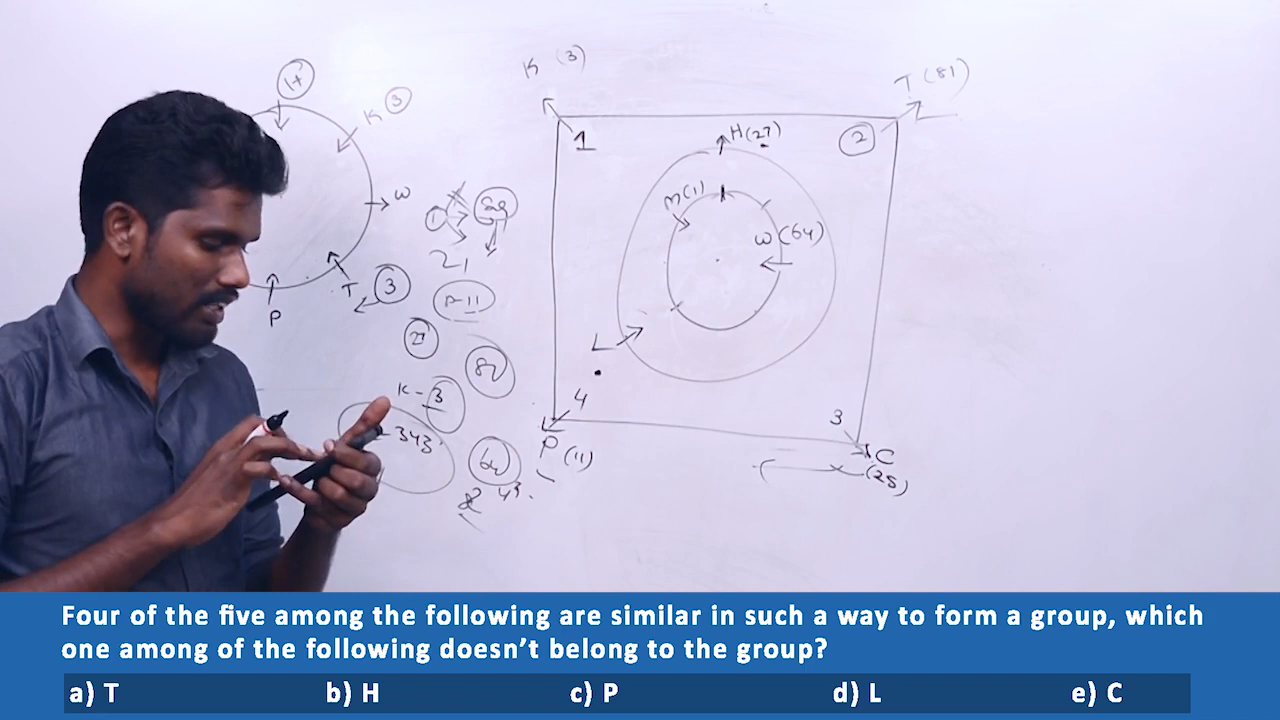 K (3)
T (81)
1
H(27)
2
K 3
M(1)
W
W (64)
T 3
P
P-11
27
K-3
343
64
L
4
P (11)
3
C
(25)
Four of the five among the following are similar in such a way to form a group, which
one among of the following doesn’t belong to the group?
a) T b) H c) P d) L e) C